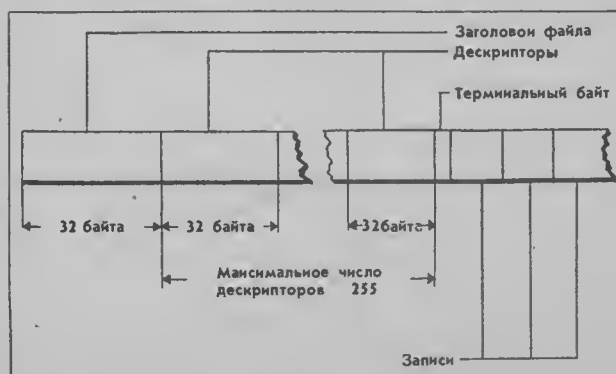 Заголовок файла
Дескрипторы
Терминальный байт
32 байта
32 байта
32байта
Максимальное число
дескрипторов 255
Записи